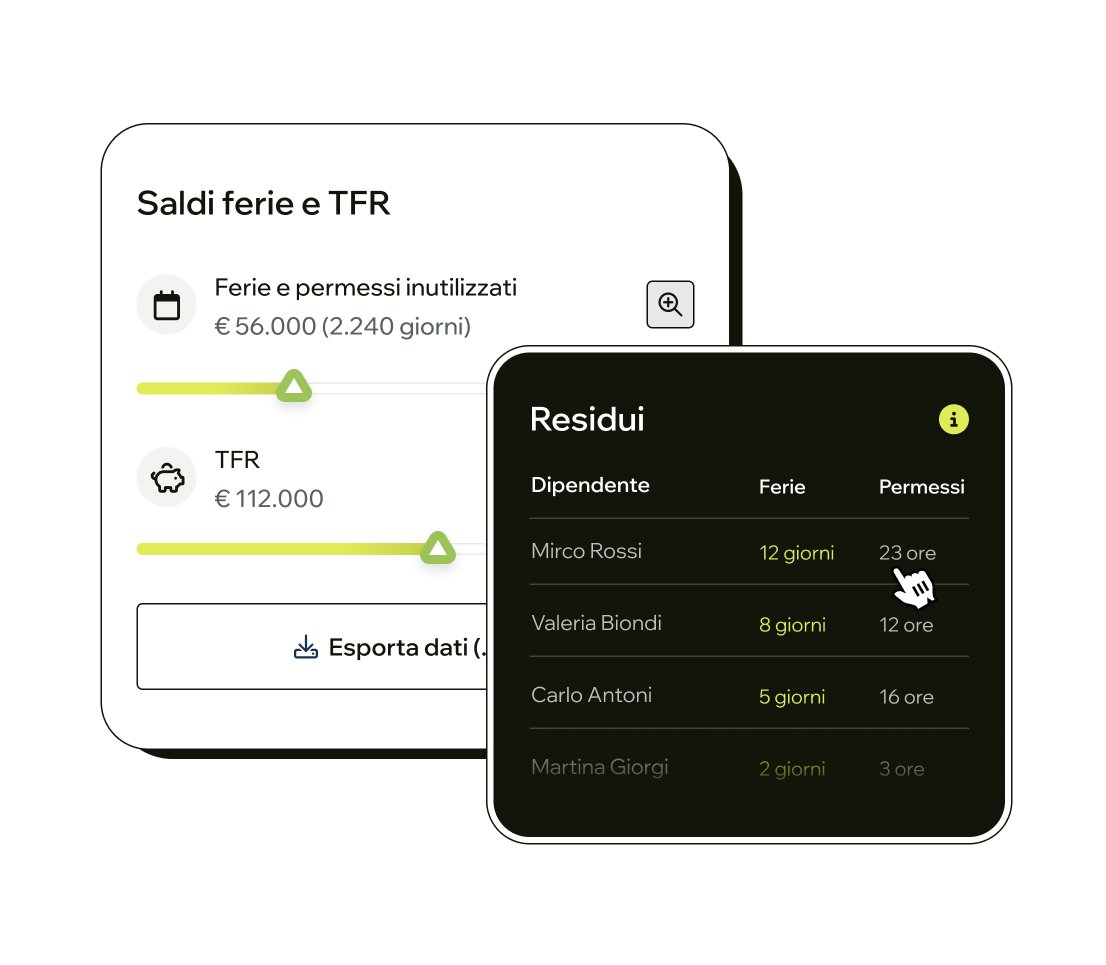 Saldi ferie e TFR
Ferie e permessi inutilizzati
€ 56.000 (2.240 giorni)
TFR
€ 112.000
Esporta dati (.
Residui
Dipendente Ferie Permessi
Mirco Rossi 12 giorni 23 ore
Valeria Biondi 8 giorni 12 ore
Carlo Antoni 5 giorni 16 ore
Martina Giorgi 2 giorni 3 ore